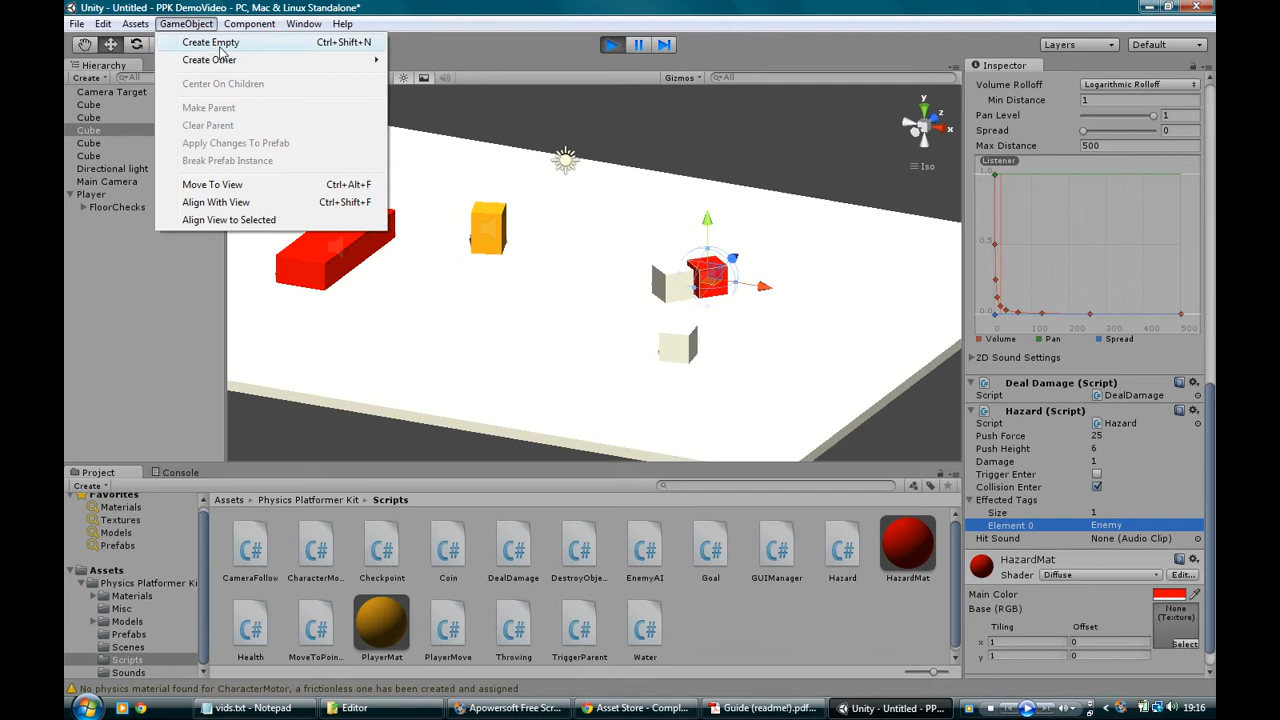 Unity - Untitled - PPK DemoVideo - PC, Mac & Linux Standalone*
File Edit Assets GameObject Component Window Help
Create Empty Ctrl+Shift+N
Create Other
Center On Children
Make Parent
Clear Parent
Apply Changes To Prefab
Break Prefab Instance
Move To View Ctrl+Alt+F
Align With View Ctrl+Shift+F
Align View to Selected
Layers
Default
Hierarchy
Create
All
Camera Target
Cube
Cube
Cube
Cube
Cube
Directional light
Main Camera
Player
FloorChecks
Gizmos
All
y
z
x
Iso
Inspector
Volume Rolloff Logarithmic Rolloff
Min Distance 1
Pan Level 1
Spread 0
Max Distance 500
Listener
1.0
0.5
0.0
0 100 200 300 400 500
Volume Pan Spread
2D Sound Settings
Deal Damage (Script)
Script DealDamage
Hazard (Script)
Script Hazard
Push Force 25
Push Height 6
Damage 1
Trigger Enter
Collision Enter
Effected Tags
Size 1
Element 0 Enemy
Hit Sound None (Audio Clip)
HazardMat
Shader Diffuse Edit...
Main Color
Base (RGB)
None
(Texture)
Tiling Offset
x 1 0
y 1 0
Select
Project Console
Create
Favorites
Materials
Textures
Models
Prefabs
Assets
Physics Platformer Ki
Materials
Misc
Models
Prefabs
Scenes
Scripts
Sounds
Assets Physics Platformer Kit Scripts
C# C# C# C# C# C# C# C# C# C#
CameraFollow CharacterMo... Checkpoint Coin DealDamage DestroyObje... EnemyAI Goal GUIManager Hazard HazardMat
C# C# C# C# C# C#
Health MoveToPoin... PlayerMat PlayerMove Throwing TriggerParent Water
No physics material found for CharacterMotor, a frictionless one has been created and assigned
vids.txt - Notepad
Editor
Apowersoft Free Scr...
Asset Store - Compl...
Guide (readme!).pdf...
Unity - Untitled - PP...
19:16